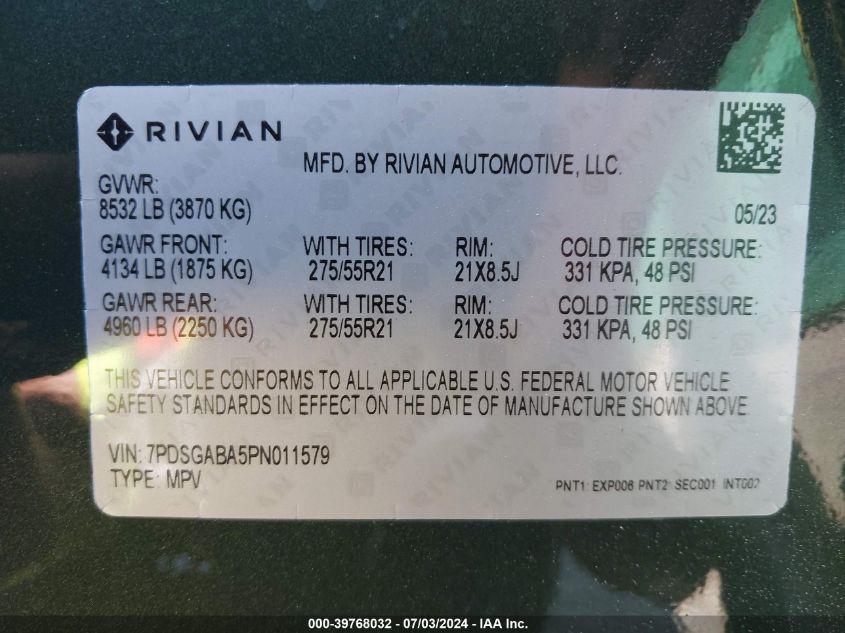 RIVIAN
MFD. BY RIVIAN AUTOMOTIVE, LLC.
GVWR:
8532 LB (3870 KG)
05/23
GAWR FRONT: WITH TIRES: RIM: COLD TIRE PRESSURE:
4134 LB (1875 KG) 275/55R21 21X8.5J 331 KPA, 48 PSI
GAWR REAR: WITH TIRES: RIM: COLD TIRE PRESSURE:
4960 LB (2250 KG) 275/55R21 21X8.5J 331 KPA, 48 PSI
THIS VEHICLE CONFORMS TO ALL APPLICABLE U.S. FEDERAL MOTOR VEHICLE
SAFETY STANDARDS IN EFFECT ON THE DATE OF MANUFACTURE SHOWN ABOVE
VIN: 7PDSGABA5PN011579
TYPE: MPV
PNT1: EXP006 PNT2: SEC001 INT002
000-39768032 - 07/03/2024 - IAA Inc.